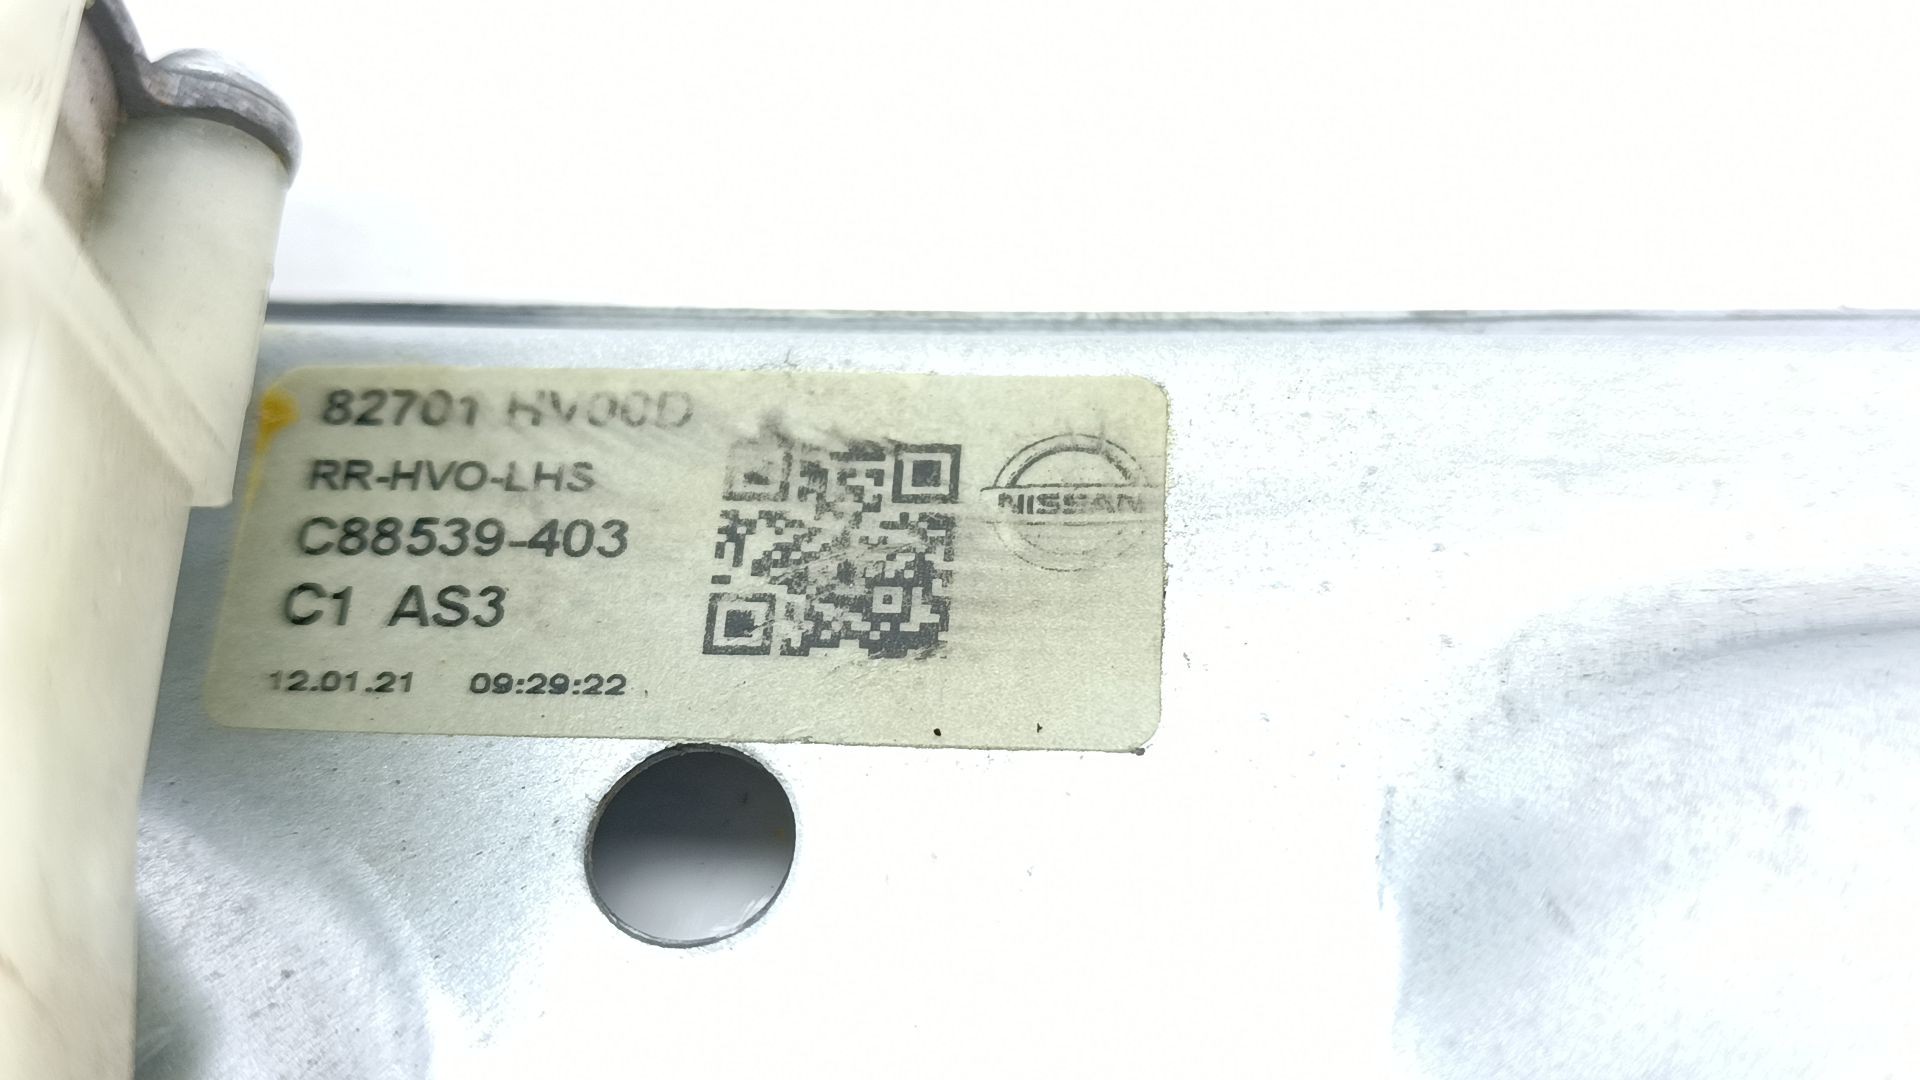 82701 HV00D
RR-HVO-LHS
C88539-403
C1 AS3
12.01.21 09:29:22
NISSAN